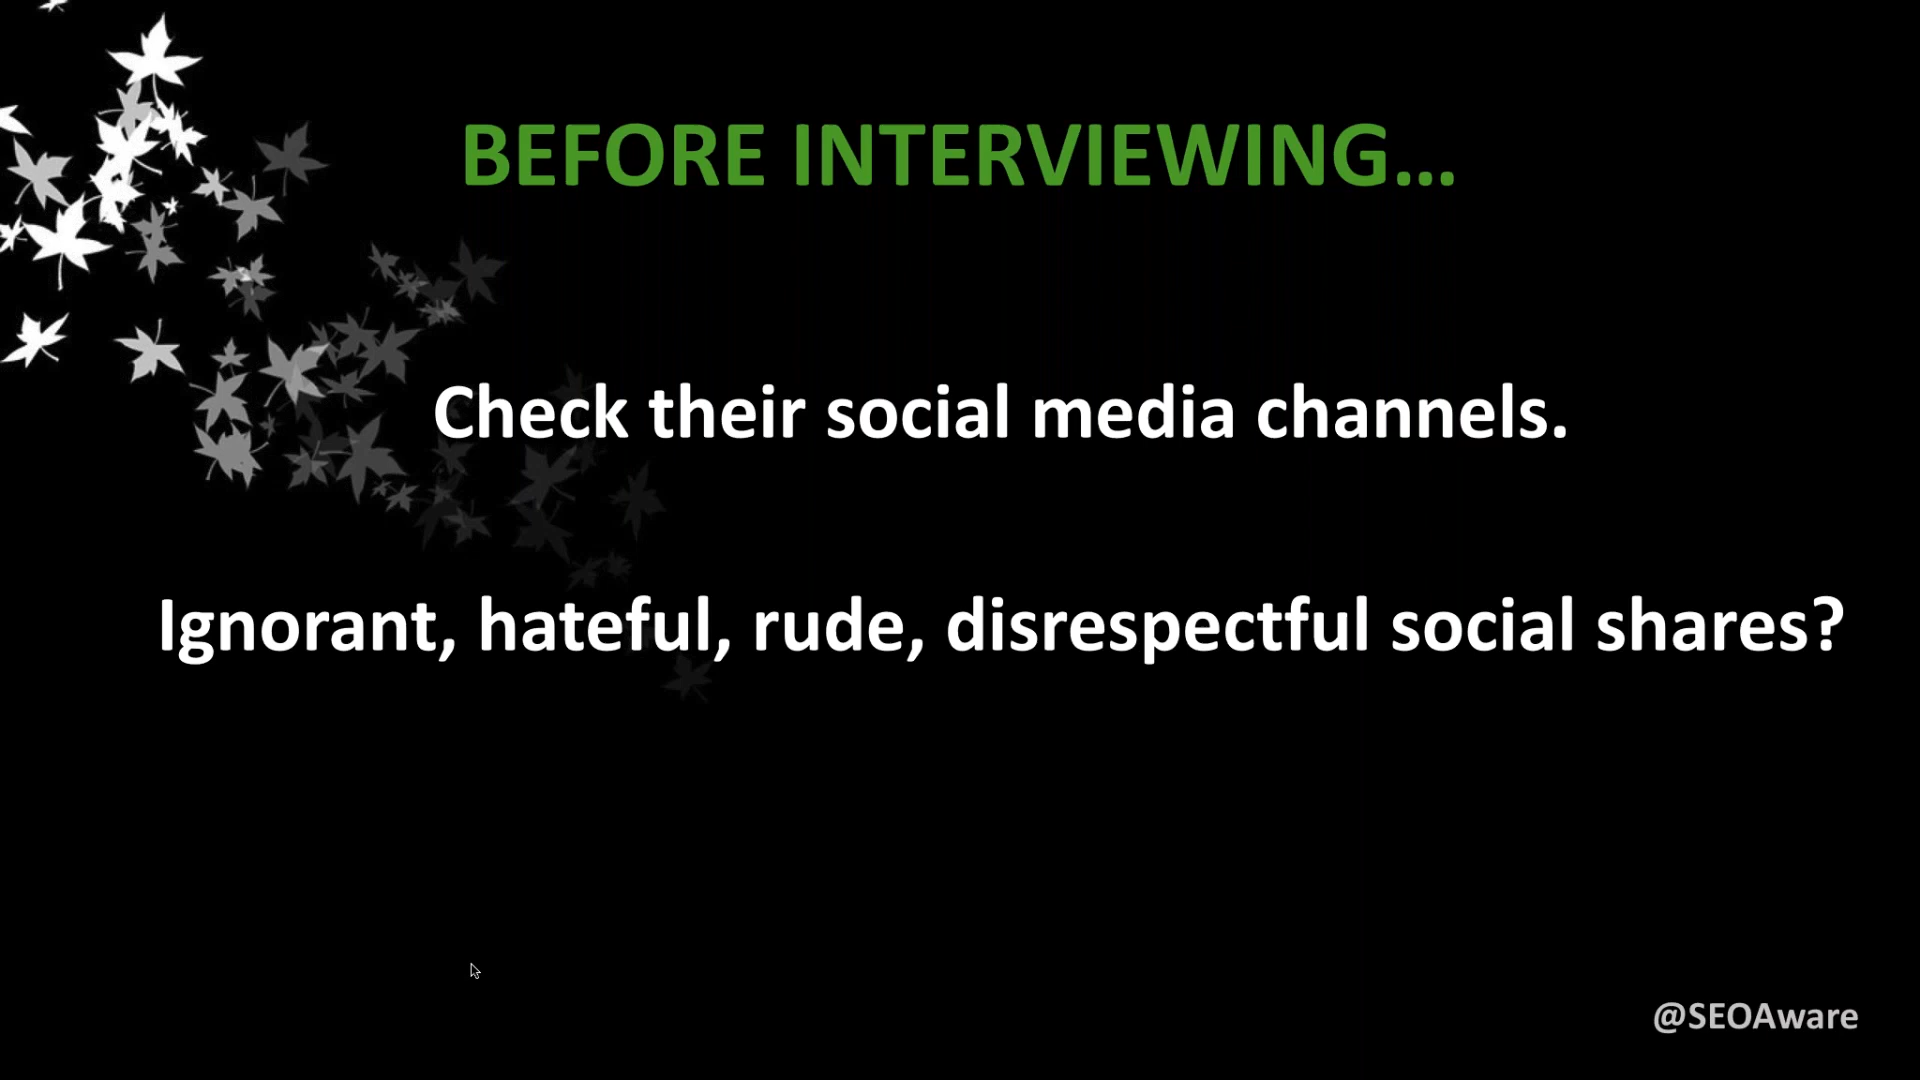 BEFORE INTERVIEWING...
Check their social media channels.
Ignorant, hateful, rude, disrespectful social shares?
@SEOAware